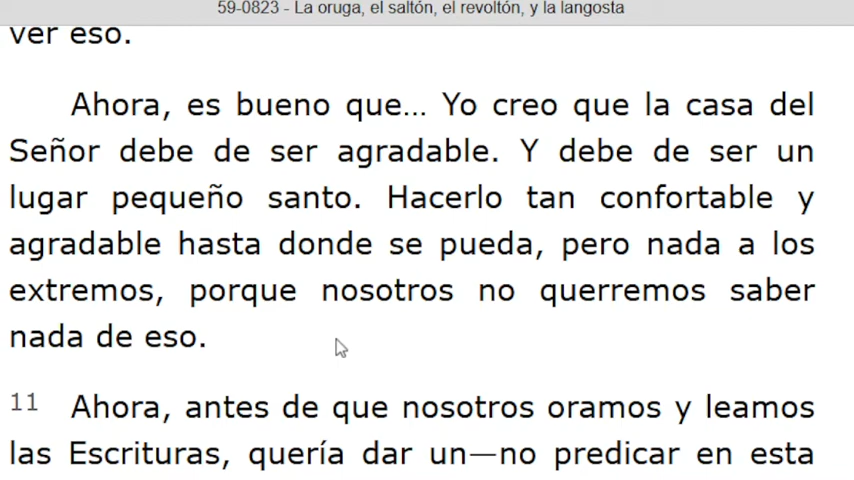 59-0823 - La oruga, el saltón, el revoltón, y la langosta
ver eso.
Ahora, es bueno que... Yo creo que la casa del
Señor debe de ser agradable. Y debe de ser un
lugar pequeño santo. Hacerlo tan confortable y
agradable hasta donde se pueda, pero nada a los
extremos, porque nosotros no querremos saber
nada de eso.
11 Ahora, antes de que nosotros oramos y leamos
las Escrituras, quería dar un—no predicar en esta